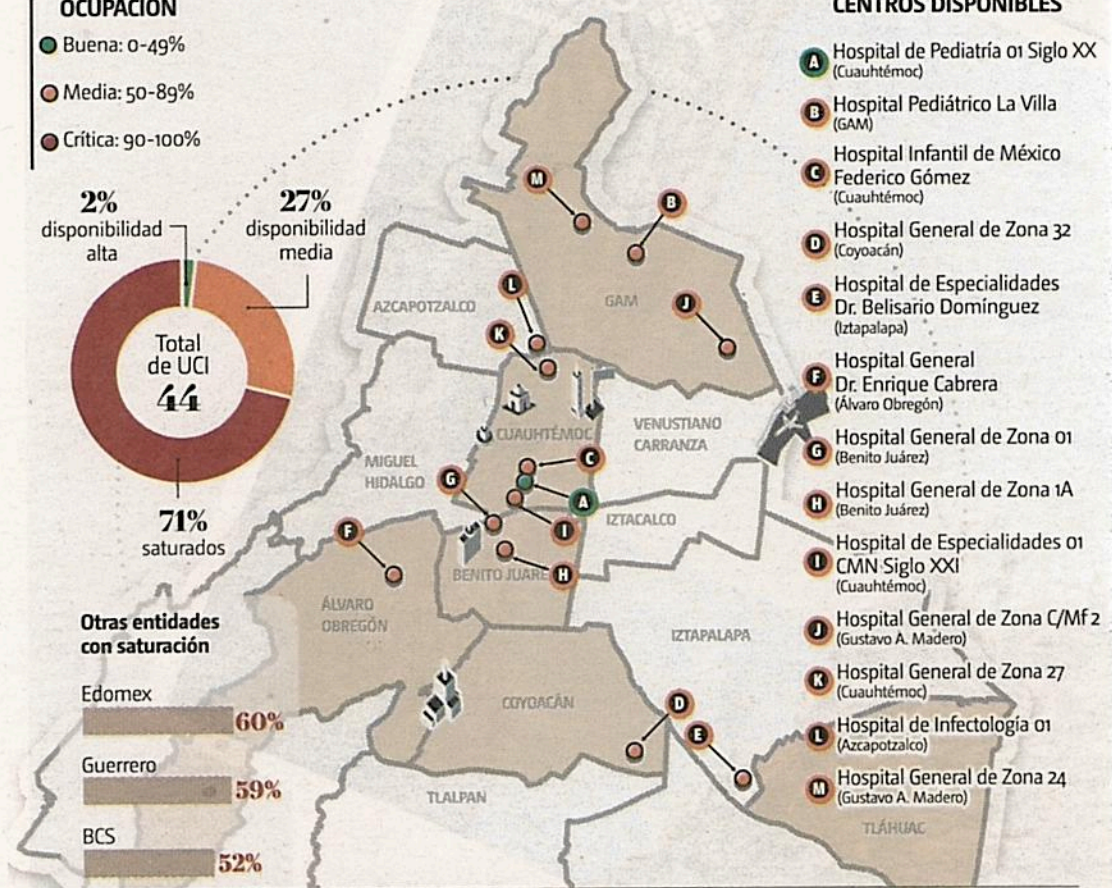 OCUPACIÓN
Buena: 0-49%
Media: 50-89%
Crítica: 90-100%
2%
disponibilidad
alta
27%
disponibilidad
media
Total
de UCI
44
71%
saturados
Otras entidades
con saturación
Edomex
60%
Guerrero
59%
BCS
52%
M
B
L
AZCAPOTZALCO
GAM
J
K
CUAUHTÉMOC
VENUSTIANO
CARRANZA
MIGUEL
HIDALGO
C
G
A
IZTACALCO
F
I
BENITO JUÁRE
H
ÁLVARO
OBREGÓN
IZTAPALAPA
COYOACÁN
D
E
TLALPAN
TLÁHUAC
CENTROS DISPONIBLES
A Hospital de Pediatría 01 Siglo XX
(Cuauhtémoc)
B Hospital Pediátrico La Villa
(GAM)
C Hospital Infantil de México
Federico Gómez
(Cuauhtémoc)
D Hospital General de Zona 32
(Coyoacán)
E Hospital de Especialidades
Dr. Belisario Domínguez
(Iztapalapa)
F Hospital General
Dr. Enrique Cabrera
(Álvaro Obregón)
G Hospital General de Zona 01
(Benito Juárez)
H Hospital General de Zona 1A
(Benito Juárez)
I Hospital de Especialidades 01
CMN Siglo XXI
(Cuauhtémoc)
J Hospital General de Zona C/Mf 2
(Gustavo A. Madero)
K Hospital General de Zona 27
(Cuauhtémoc)
L Hospital de Infectología 01
(Azcapotzalco)
M Hospital General de Zona 24
(Gustavo A. Madero)